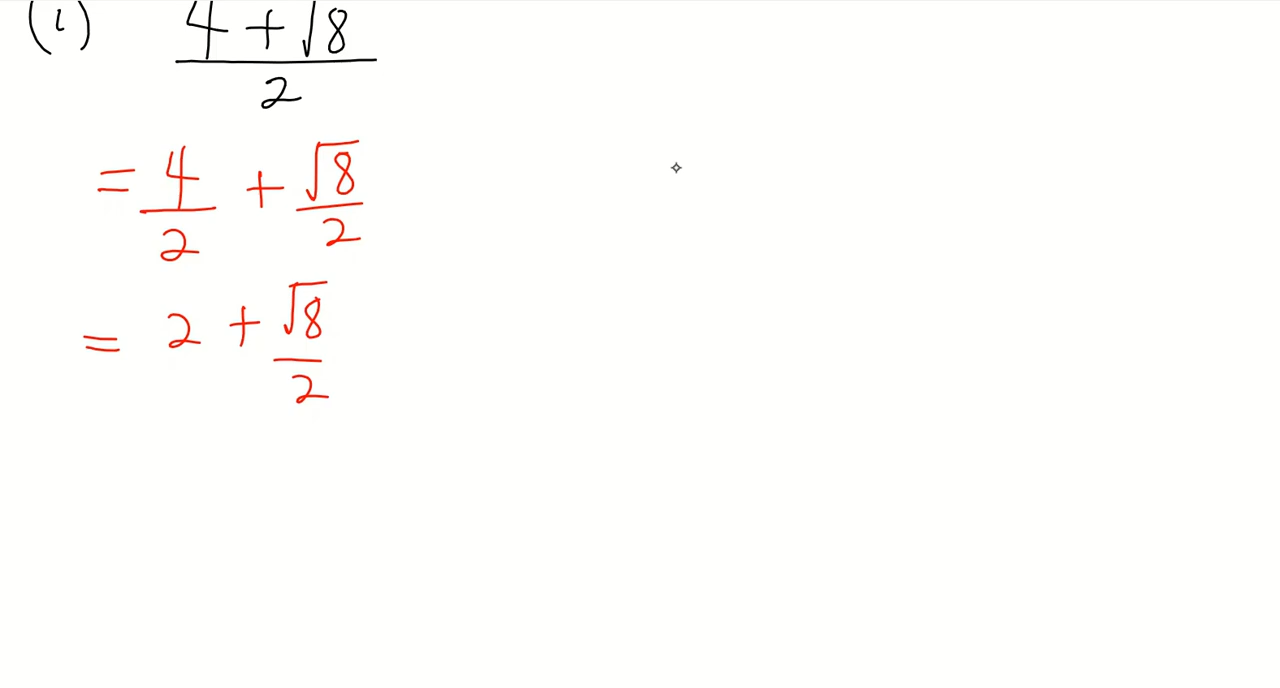 (i) 4 + √8
2
= 4/2 + √8/2
= 2 + √8/2